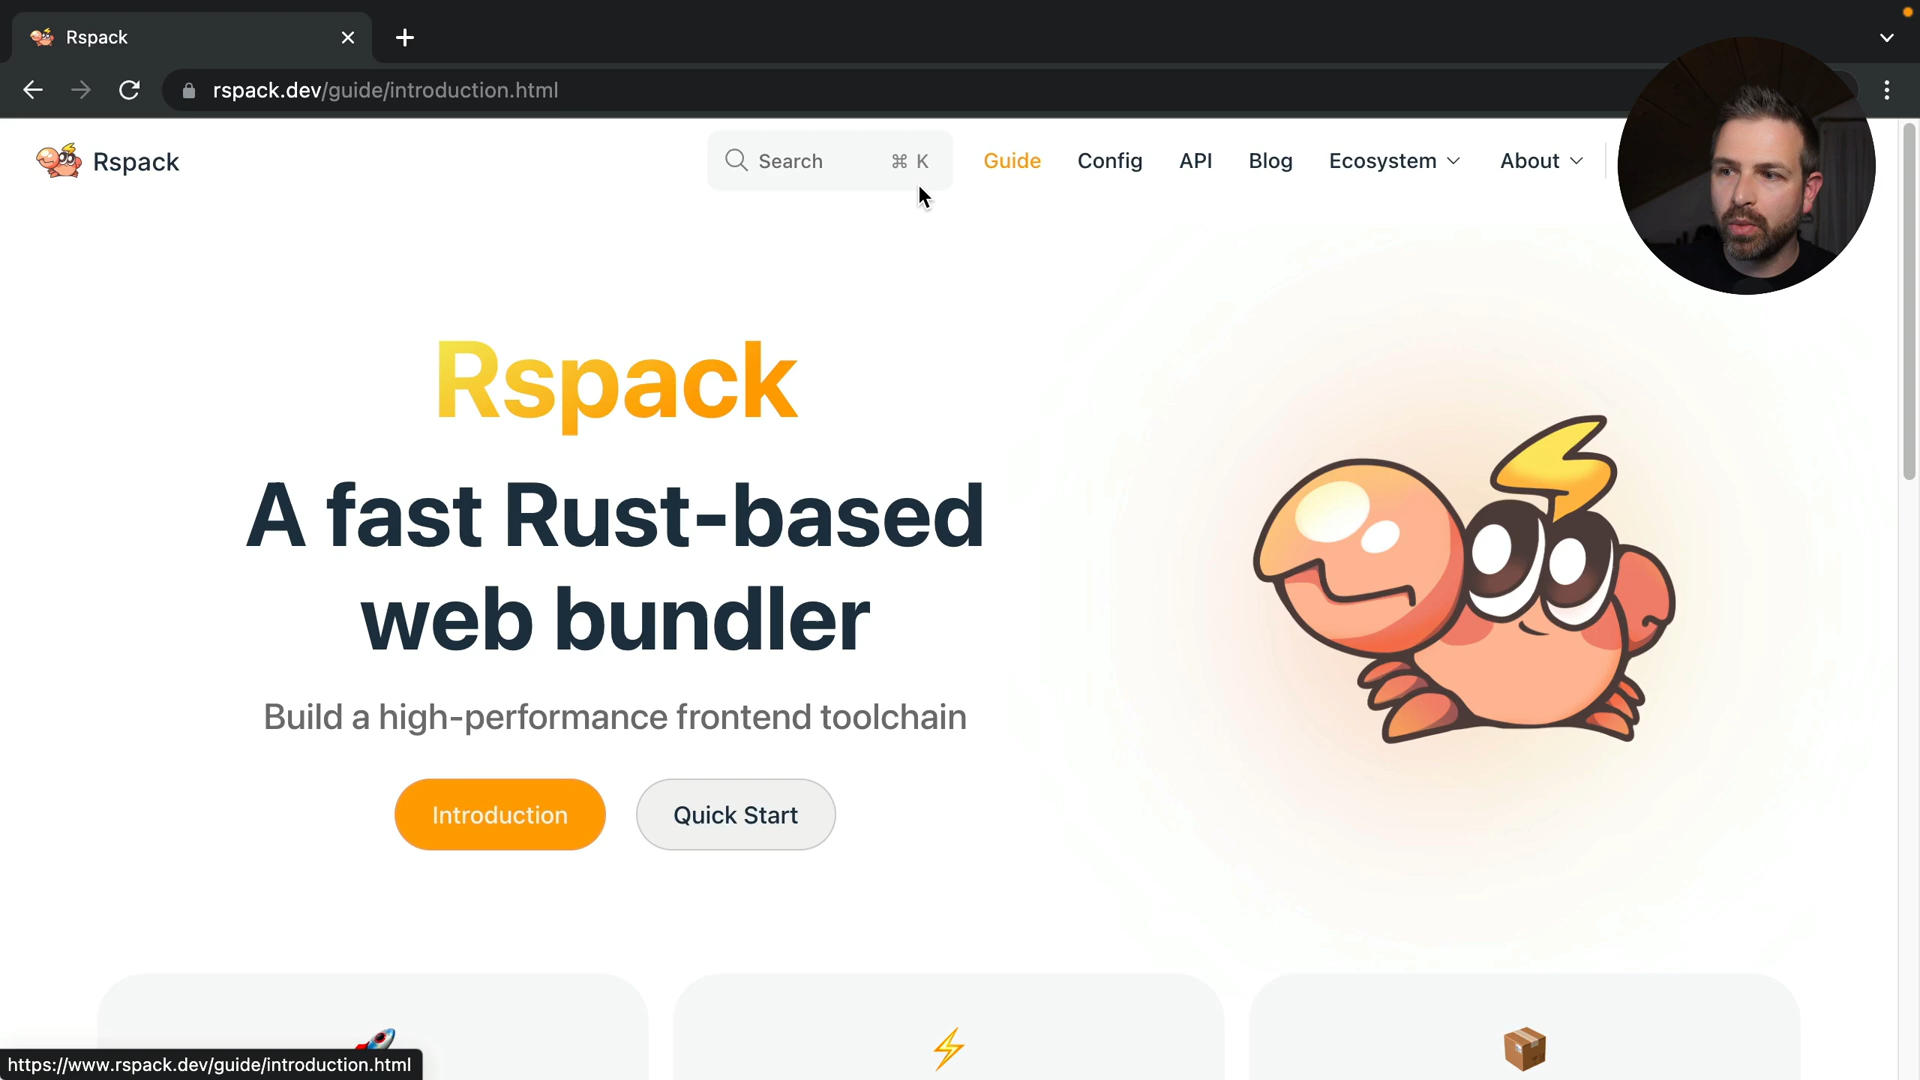 Rspack
rspack.dev/guide/introduction.html
Rspack
Search ⌘ K
Guide
Config
API
Blog
Ecosystem
About
Rspack
A fast Rust-based
web bundler
Build a high-performance frontend toolchain
Introduction
Quick Start
https://www.rspack.dev/guide/introduction.html